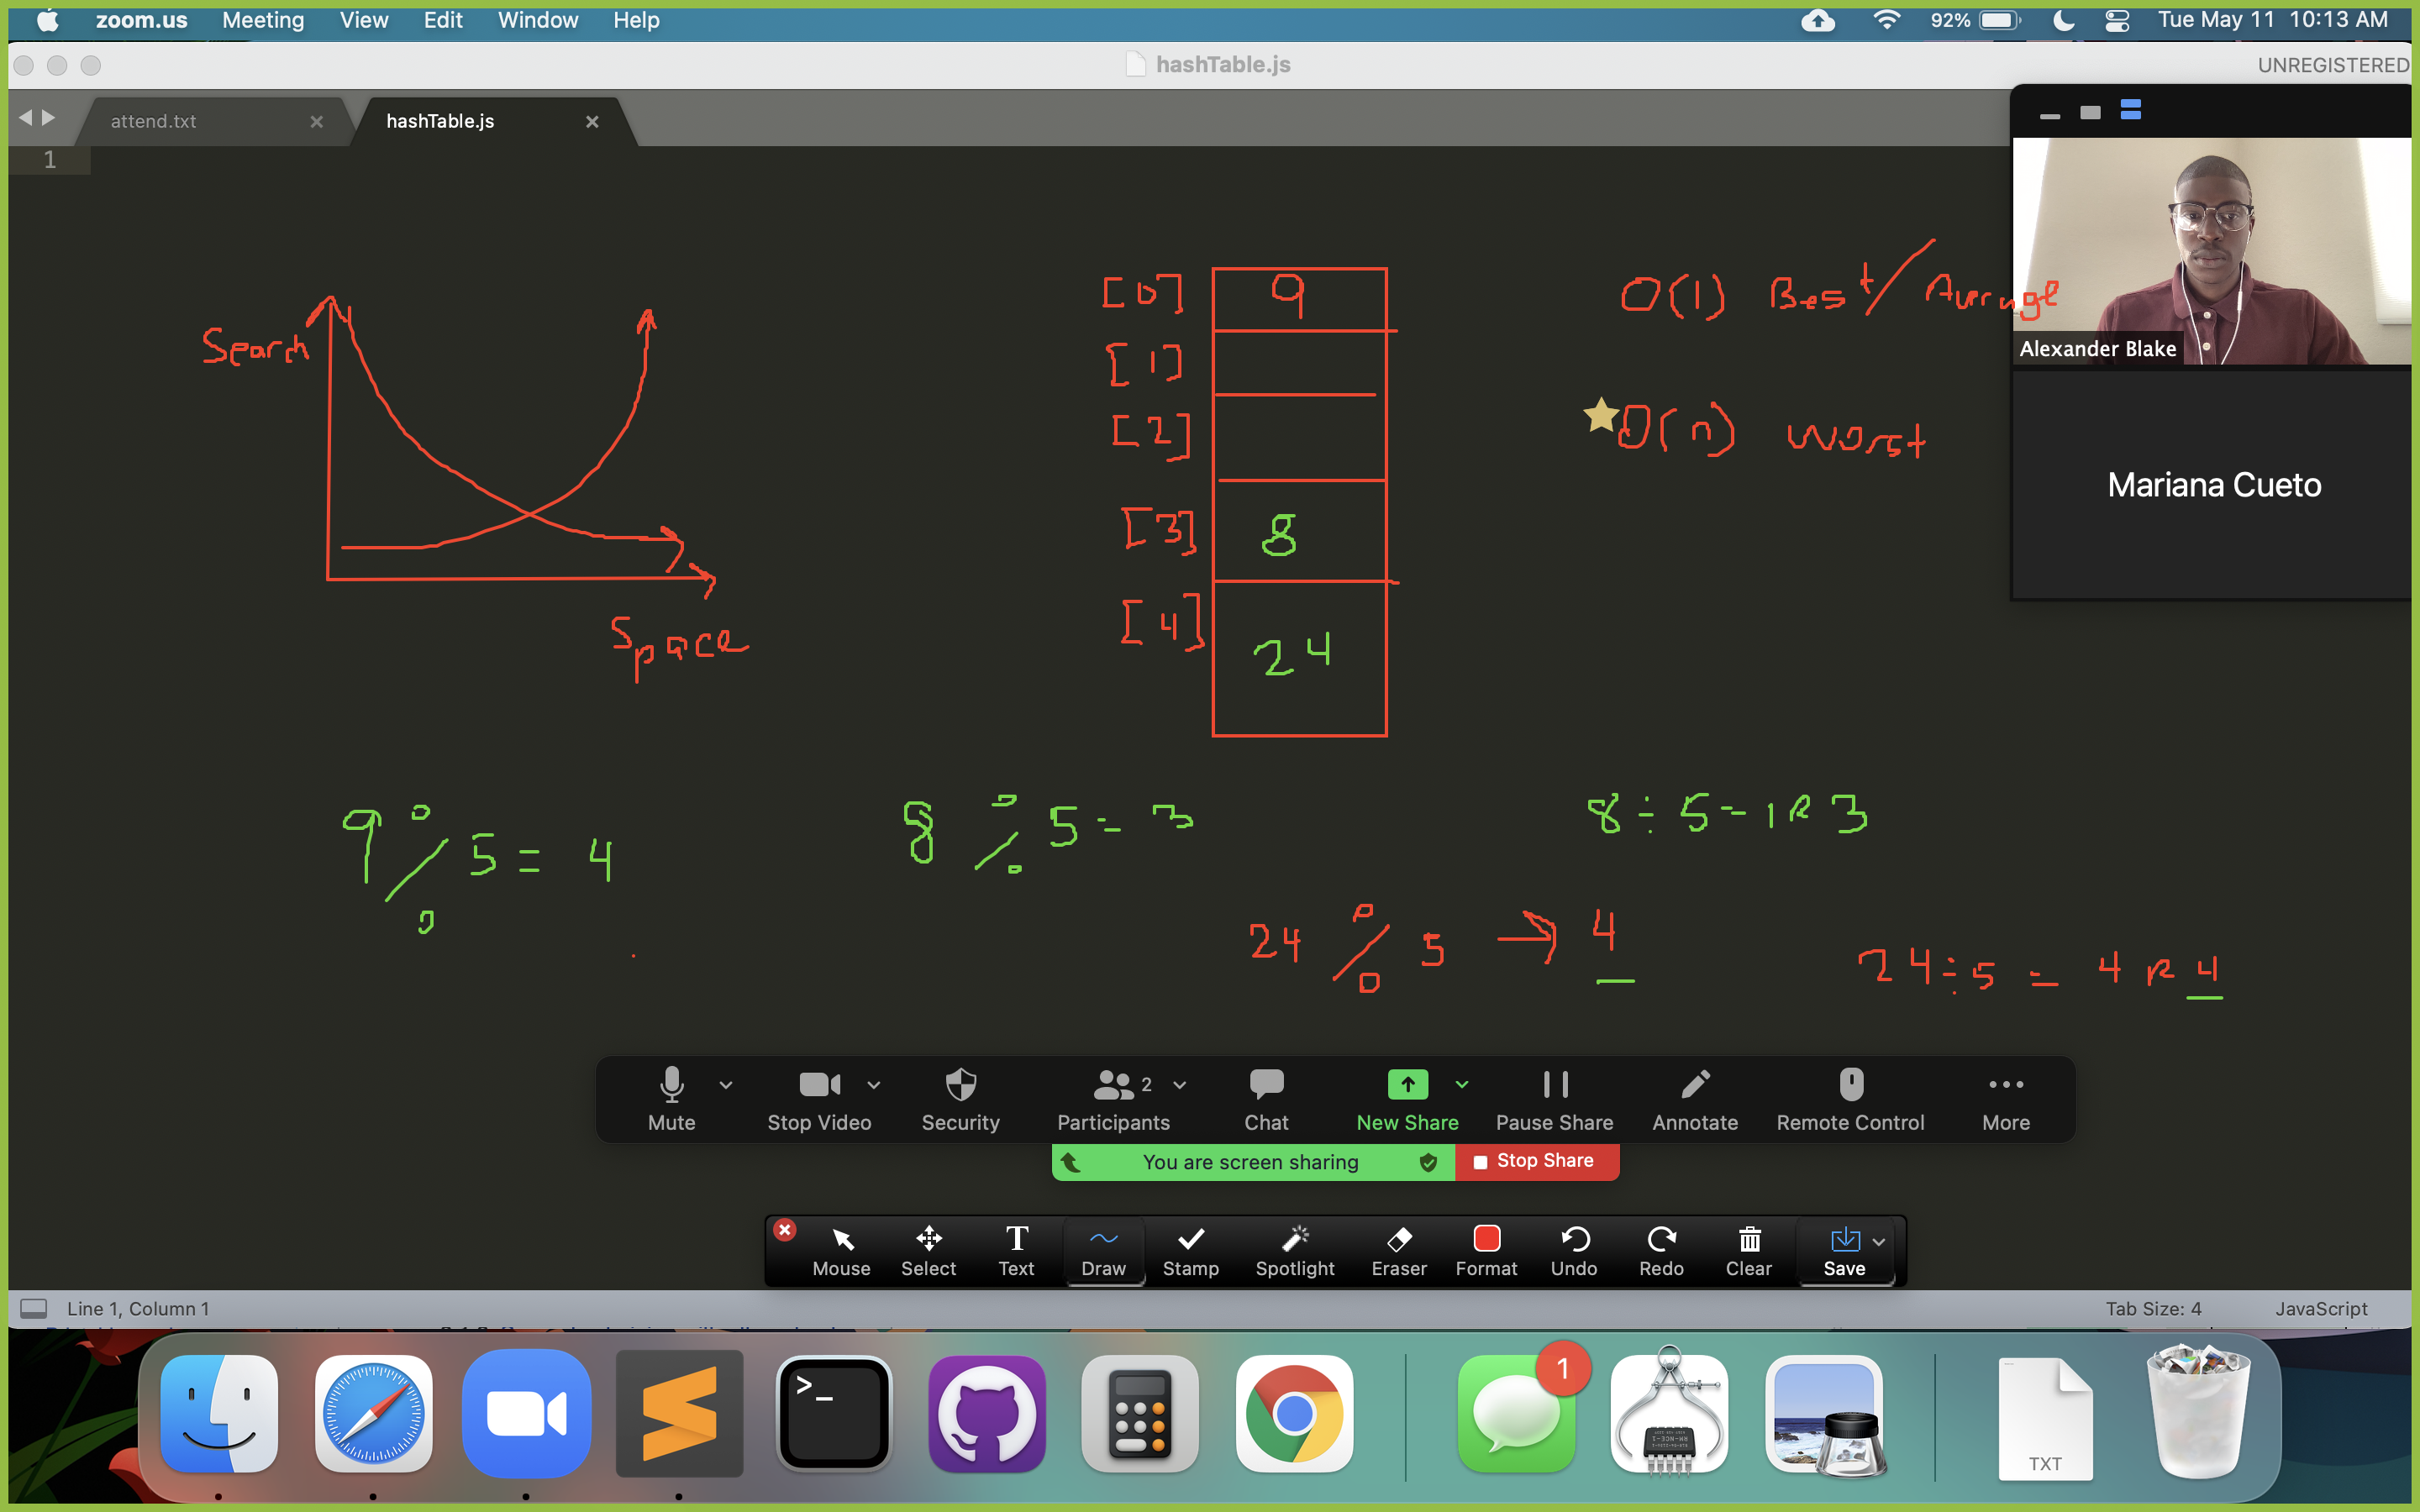 zoom.us Meeting View Edit Window Help 92% Tue May 11 10:13 AM
hashTable.js UNREGISTERED
attend.txt hashTable.js
1
Search
Space
[0] 9
[1]
[2]
[3] 8
[4] 24
O(1) Best/Average
O(n) worst
Alexander Blake
Mariana Cueto
9 % 5 = 4
8 % 5 = 3
8 ÷ 5 = 1 R 3
24 % 5 → 4
24 ÷ 5 = 4 R 4
Mute Stop Video Security Participants 2 Chat New Share Pause Share Annotate Remote Control More
You are screen sharing Stop Share
Mouse Select Text Draw Stamp Spotlight Eraser Format Undo Redo Clear Save
Line 1, Column 1 Tab Size: 4 JavaScript
>_
1
TXT